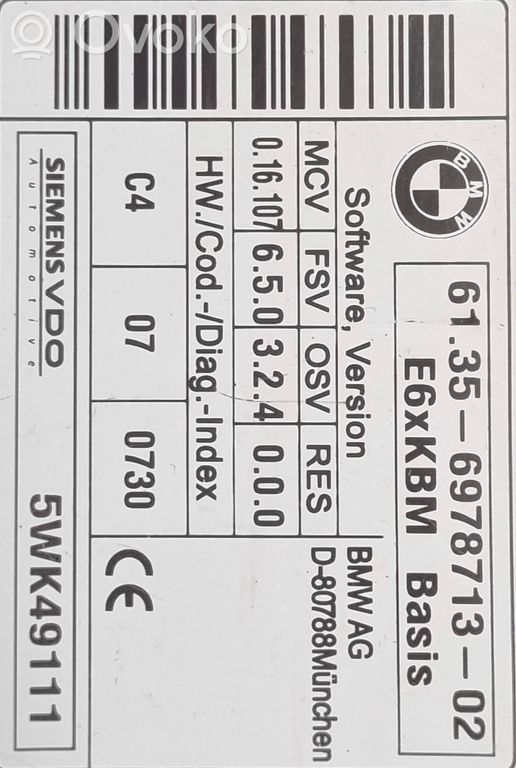 Ovoko
BMW
61.35-6978713-02
E6xKBM Basis
Software, Version
BMW AG
D-80788München
MCV FSV OSV RES
0.16.107 6.5.0 3.2.4 0.0.0
HW./Cod.-/Diag.-Index
C4 07 0730
CE
SIEMENS VDO
Automotive
5WK49111